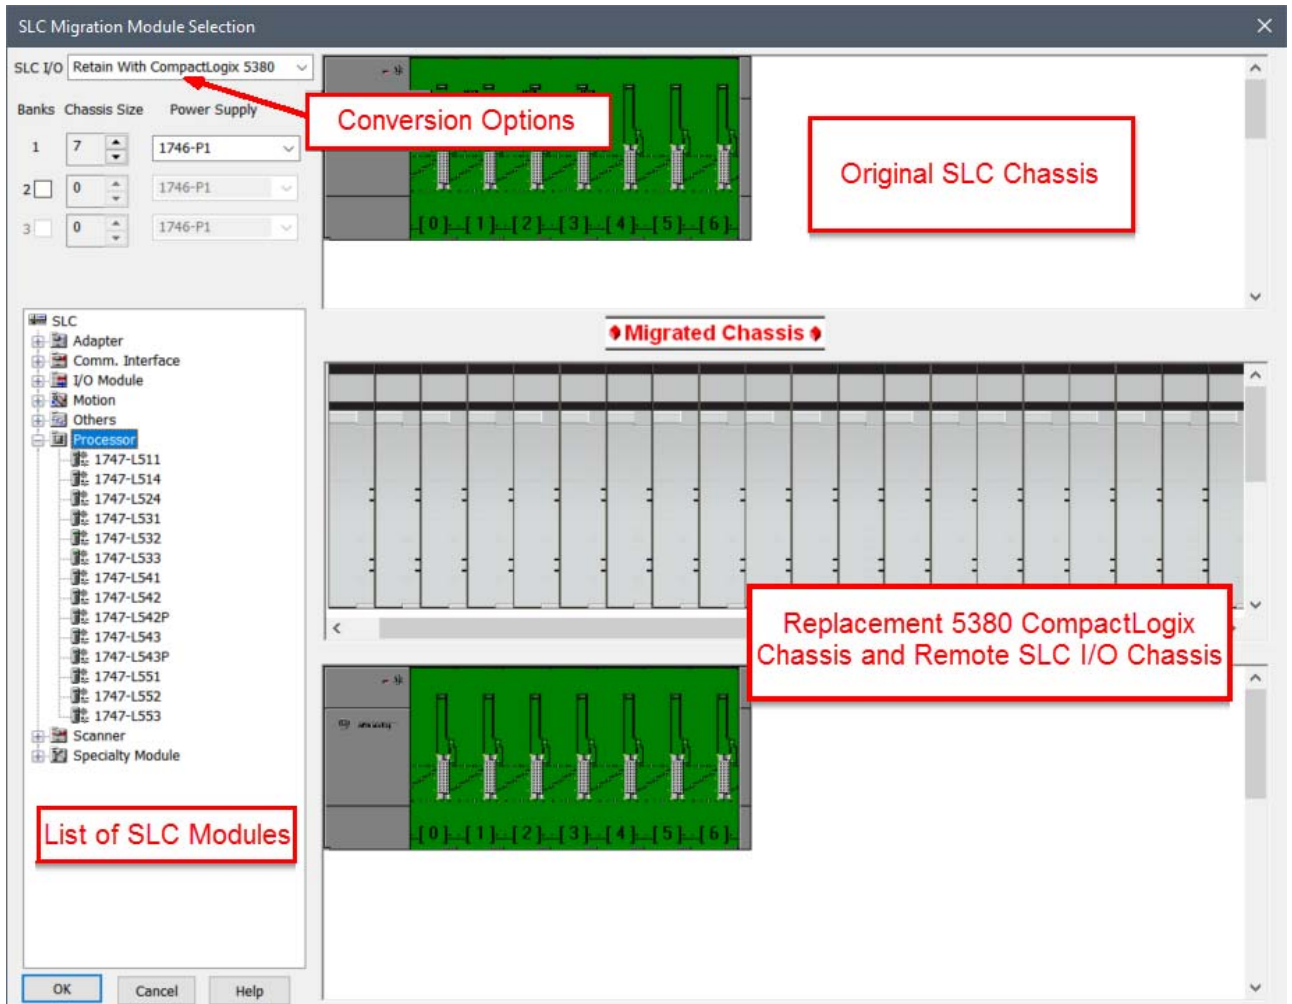 SLC Migration Module Selection
SLC I/O Retain With CompactLogix 5380
Banks Chassis Size Power Supply
1 7 1746-P1
2 0 1746-P1
3 0 1746-P1
Conversion Options
Original SLC Chassis
[0] [1] [2] [3] [4] [5] [6]
SLC
Adapter
Comm. Interface
I/O Module
Motion
Others
Processor
1747-L511
1747-L514
1747-L524
1747-L531
1747-L532
1747-L533
1747-L541
1747-L542
1747-L542P
1747-L543
1747-L543P
1747-L551
1747-L552
1747-L553
Scanner
Specialty Module
List of SLC Modules
Migrated Chassis
Replacement 5380 CompactLogix
Chassis and Remote SLC I/O Chassis
[0] [1] [2] [3] [4] [5] [6]
OK Cancel Help